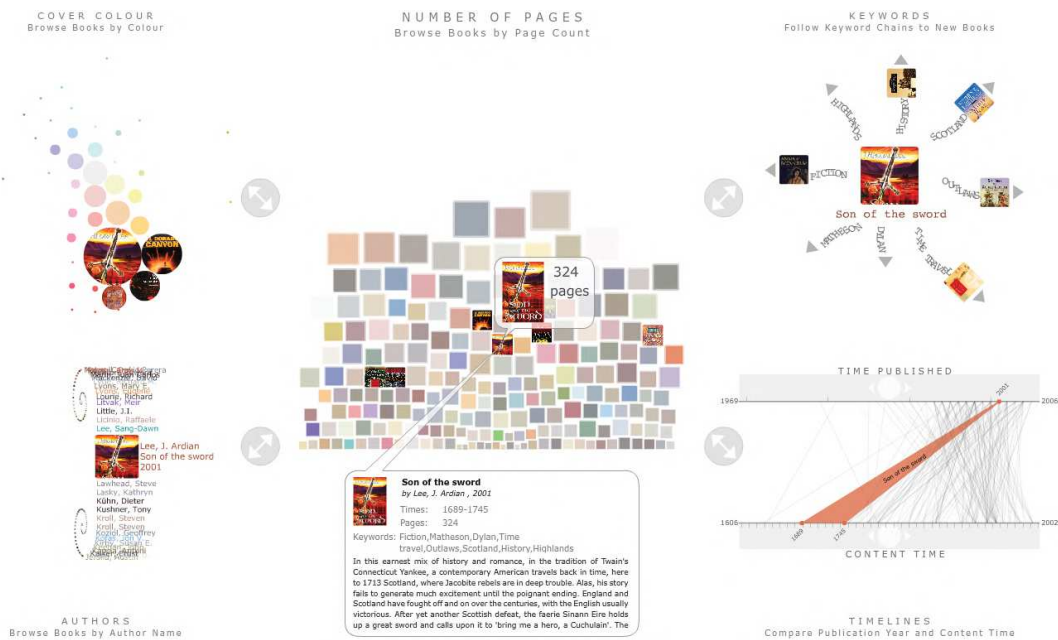 COVER COLOUR
Browse Books by Colour
NUMBER OF PAGES
Browse Books by Page Count
KEYWORDS
Follow Keyword Chains to New Books
HIGHLANDS
HISTORY
SCOTLAND
FICTION
OUTLAWS
Son of the sword
MATHESON
DYLAN
TIME TRAVEL
CANYON
324
pages
SON
SWORD
Lyons, Mary E.
Lourie, Richard
Litvak, Meir
Little, J.I.
Licinio, Raffaele
Lee, Sang-Dawn
Lee, J. Ardian
Son of the sword
2001
Lawhead, Steve
Lasky, Kathryn
Kühn, Dieter
Kushner, Tony
Kroll, Steven
Kroll, Steven
TIME PUBLISHED
2001
1969
2006
Son of the sword
1606
2002
1689
1745
CONTENT TIME
Son of the sword
by Lee, J. Ardian , 2001
Times: 1689-1745
Pages: 324
Keywords: Fiction,Matheson,Dylan,Time
travel,Outlaws,Scotland,History,Highlands
In this earnest mix of history and romance, in the tradition of Twain's
Connecticut Yankee, a contemporary American travels back in time, here
to 1713 Scotland, where Jacobite rebels are in deep trouble. Alas, his story
fails to generate much excitement until the poignant ending. England and
Scotland have fought off and on over the centuries, with the English usually
victorious. After yet another Scottish defeat, the faerie Sinann Eire holds
up a great sword and calls upon it to 'bring me a hero, a Cuchulain'. The
AUTHORS
Browse Books by Author Name
TIMELINES
Compare Publication Year and Content Time